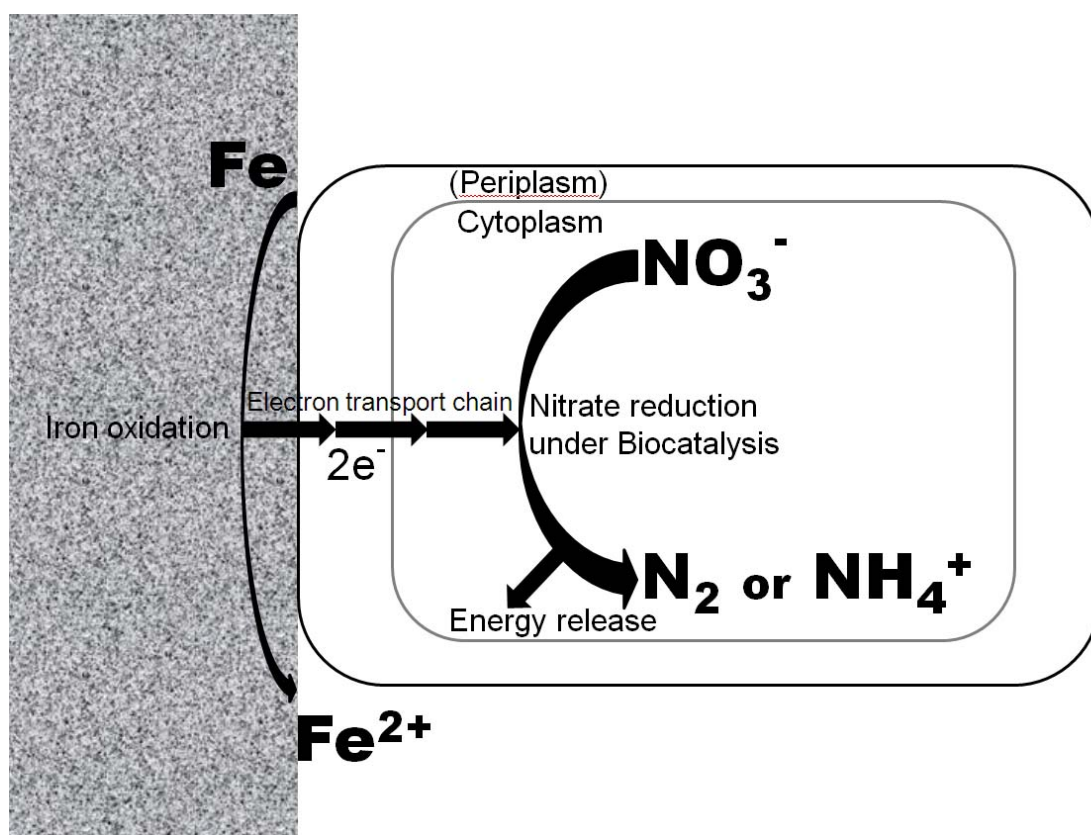 Fe
(Periplasm)
Cytoplasm
NO₃⁻
Electron transport chain
Iron oxidation
2e⁻
Nitrate reduction
under Biocatalysis
N₂ or NH₄⁺
Energy release
Fe²⁺